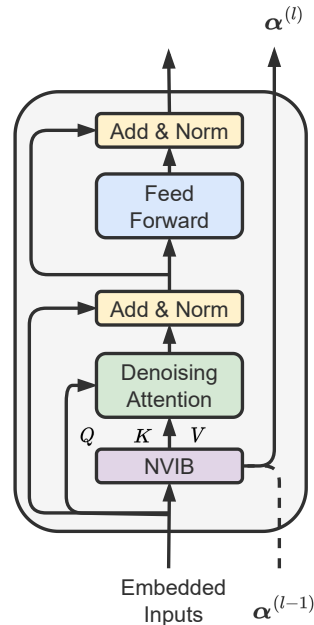 α^(l)
Add & Norm
Feed
Forward
Add & Norm
Denoising
Attention
Q K V
NVIB
Embedded
Inputs
α^(l−1)